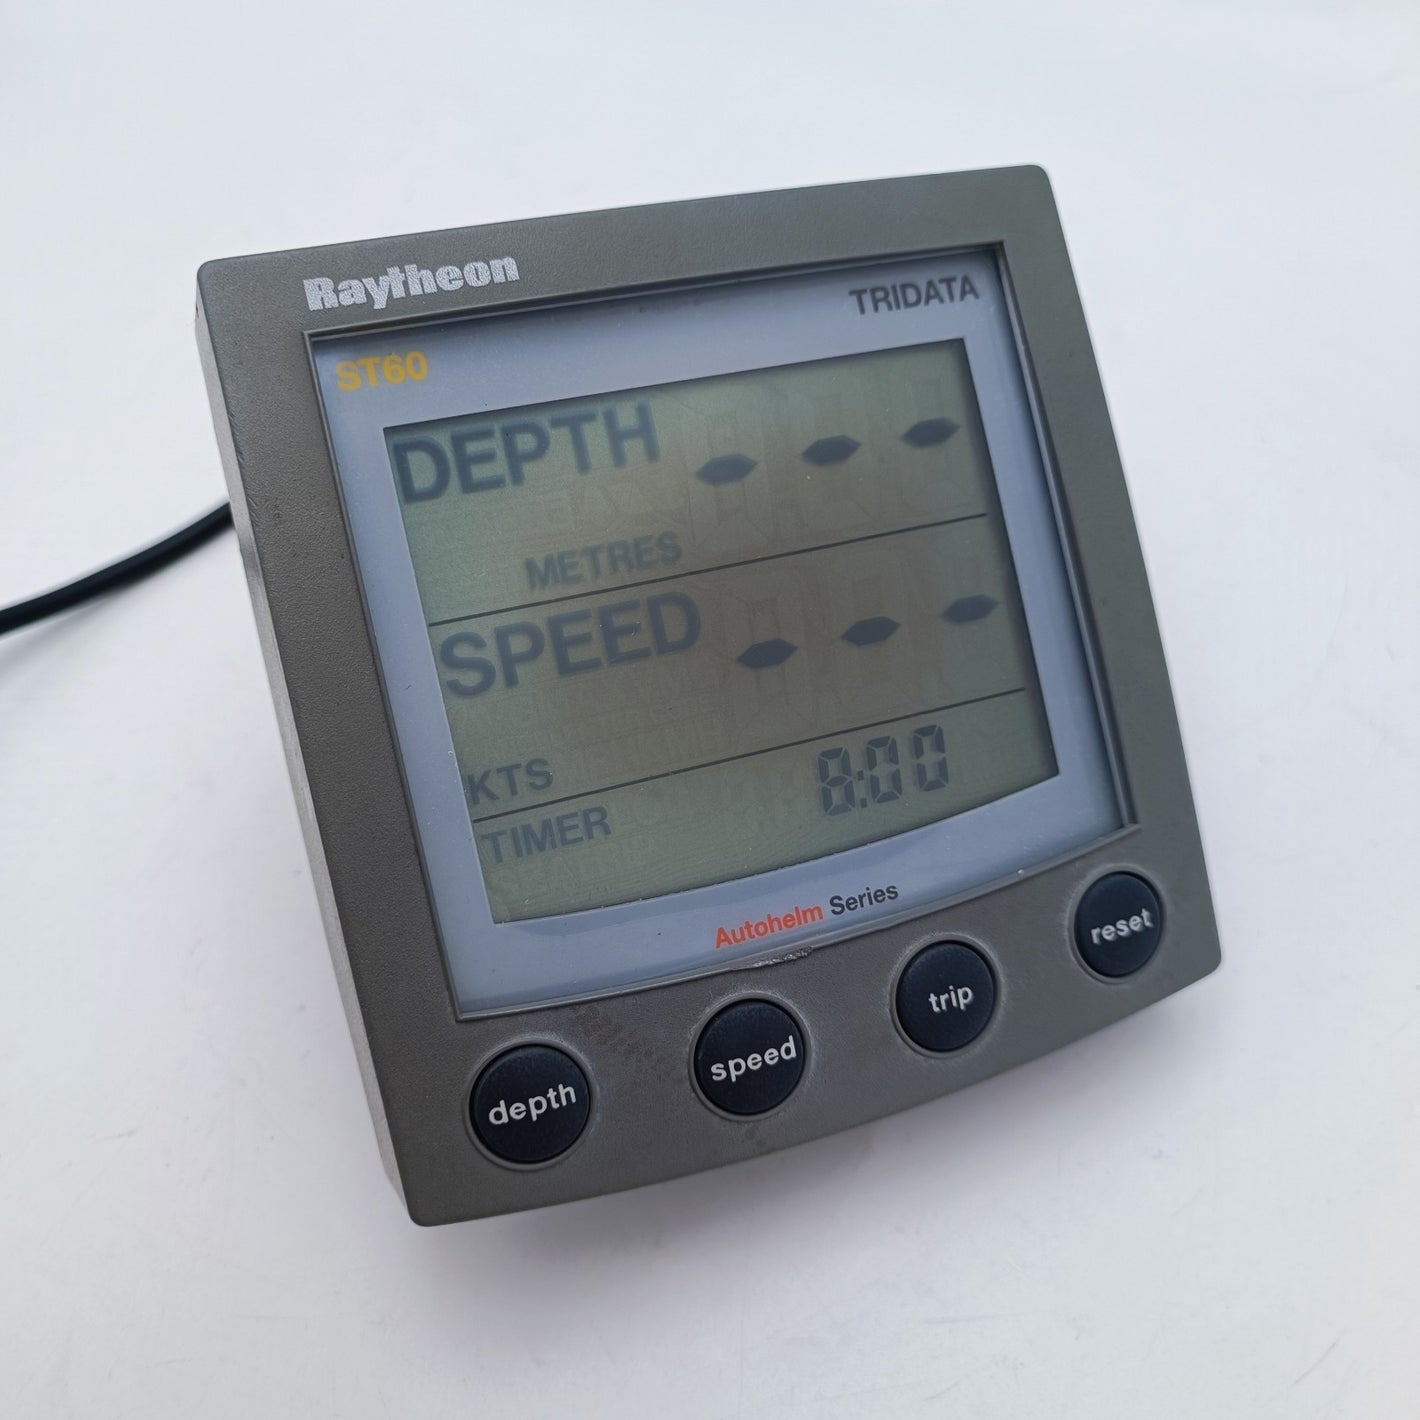 Raytheon
ST60
TRIDATA
DEPTH - - -
METRES
SPEED - - -
KTS
TIMER 8:00
Autohelm Series
depth
speed
trip
reset